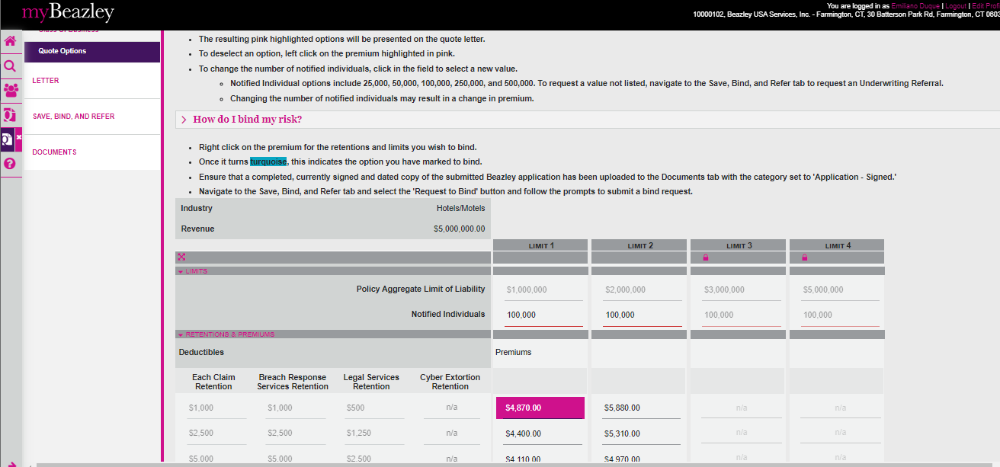 myBeazley
You are logged in as Emiliano Duque | Logout | Edit Profi
10000102, Beazley USA Services, Inc. - Farmington, CT, 30 Batterson Park Rd, Farmington, CT 0603
Class Of Business
Quote Options
LETTER
SAVE, BIND, AND REFER
DOCUMENTS
• The resulting pink highlighted options will be presented on the quote letter.
• To deselect an option, left click on the premium highlighted in pink.
• To change the number of notified individuals, click in the field to select a new value.
◦ Notified Individual options include 25,000, 50,000, 100,000, 250,000, and 500,000. To request a value not listed, navigate to the Save, Bind, and Refer tab to request an Underwriting Referral.
◦ Changing the number of notified individuals may result in a change in premium.
How do I bind my risk?
• Right click on the premium for the retentions and limits you wish to bind.
• Once it turns turquoise, this indicates the option you have marked to bind.
• Ensure that a completed, currently signed and dated copy of the submitted Beazley application has been uploaded to the Documents tab with the category set to 'Application - Signed.'
• Navigate to the Save, Bind, and Refer tab and select the 'Request to Bind' button and follow the prompts to submit a bind request.
Industry Hotels/Motels
Revenue $5,000,000.00
LIMIT 1 LIMIT 2 LIMIT 3 LIMIT 4
LIMITS
Policy Aggregate Limit of Liability $1,000,000 $2,000,000 $3,000,000 $5,000,000
Notified Individuals 100,000 100,000 100,000 100,000
RETENTIONS & PREMIUMS
Deductibles Premiums
Each Claim Retention Breach Response Services Retention Legal Services Retention Cyber Extortion Retention
$1,000 $1,000 $500 n/a $4,870.00 $5,880.00 n/a n/a
$2,500 $2,500 $1,250 n/a $4,400.00 $5,310.00 n/a n/a
$5,000 $5,000 $2,500 n/a $4,110.00 $4,970.00 n/a n/a